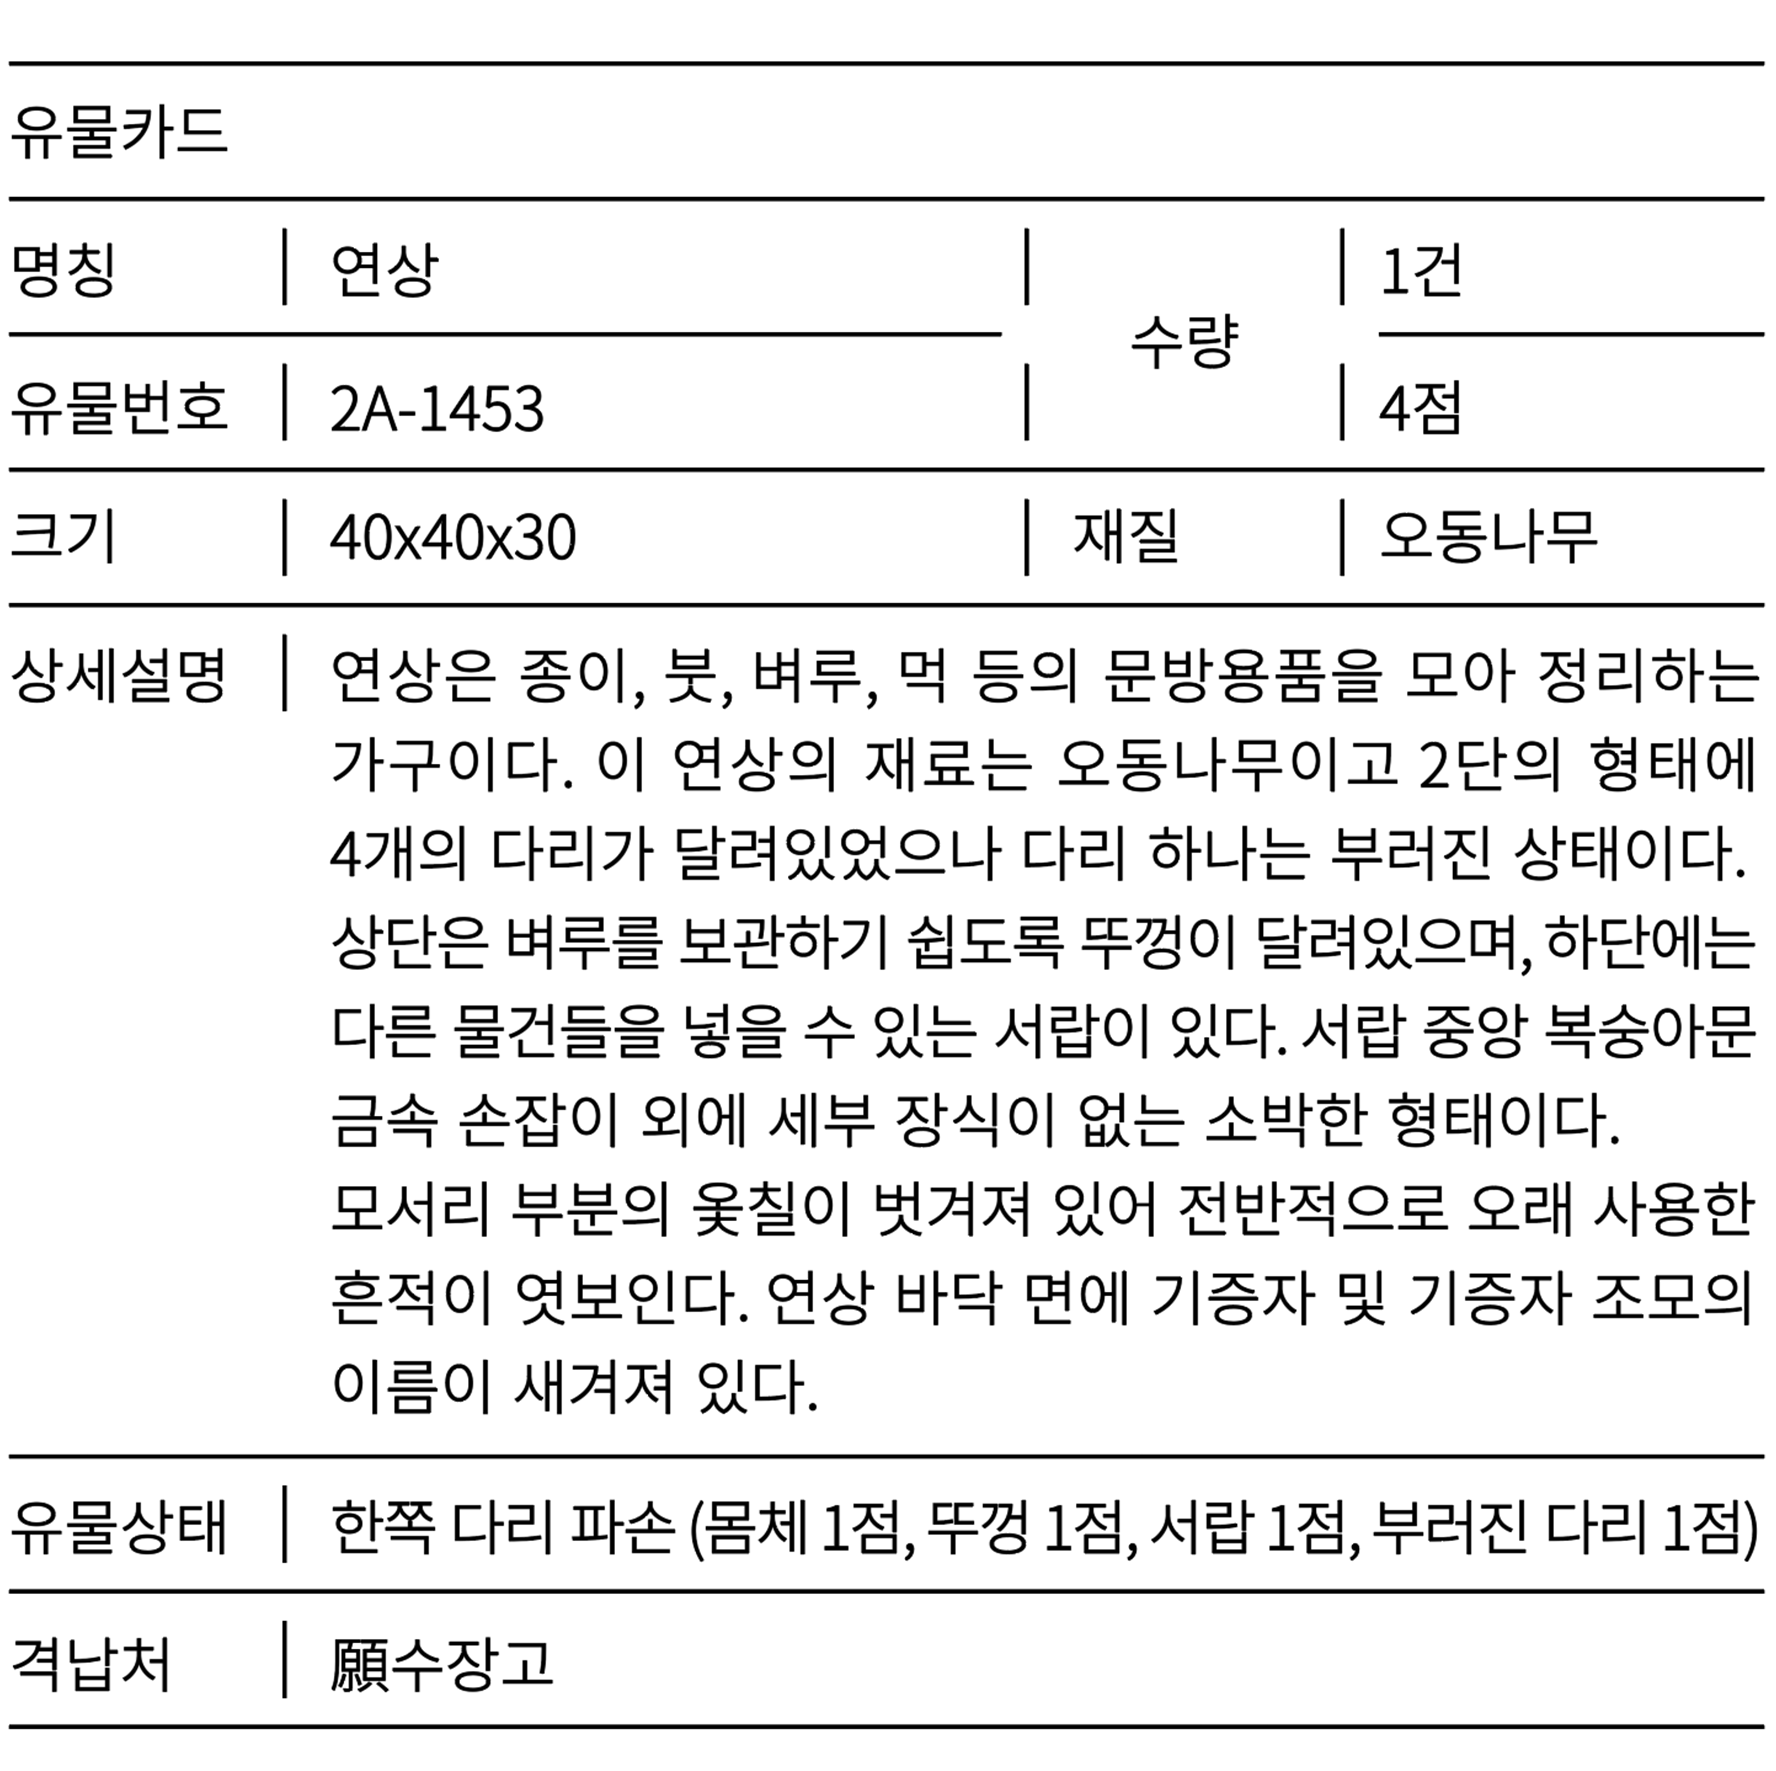 유물카드
명칭 연상 수량 1건
유물번호 2A-1453 4점
크기 40x40x30 재질 오동나무
상세설명 연상은 종이, 붓, 벼루, 먹 등의 문방용품을 모아 정리하는
가구이다. 이 연상의 재료는 오동나무이고 2단의 형태에
4개의 다리가 달려있었으나 다리 하나는 부러진 상태이다.
상단은 벼루를 보관하기 쉽도록 뚜껑이 달려있으며, 하단에는
다른 물건들을 넣을 수 있는 서랍이 있다. 서랍 중앙 복숭아문
금속 손잡이 외에 세부 장식이 없는 소박한 형태이다.
모서리 부분의 옻칠이 벗겨져 있어 전반적으로 오래 사용한
흔적이 엿보인다. 연상 바닥 면에 기증자 및 기증자 조모의
이름이 새겨져 있다.
유물상태 한쪽 다리 파손 (몸체 1점, 뚜껑 1점, 서랍 1점, 부러진 다리 1점)
격납처 願수장고